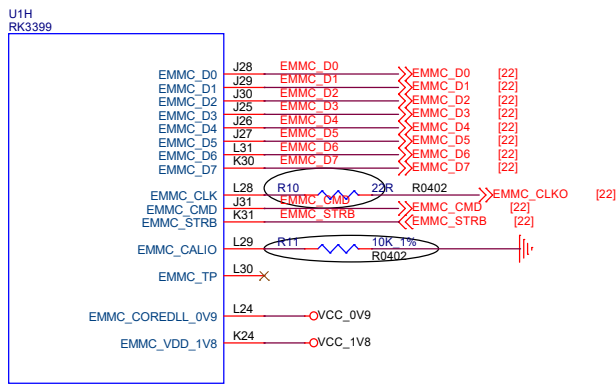 U1H
RK3399
EMMC_D0 J28 EMMC_D0 EMMC_D0 [22]
EMMC_D1 J29 EMMC_D1 EMMC_D1 [22]
EMMC_D2 J30 EMMC_D2 EMMC_D2 [22]
EMMC_D3 J25 EMMC_D3 EMMC_D3 [22]
EMMC_D4 J26 EMMC_D4 EMMC_D4 [22]
EMMC_D5 J27 EMMC_D5 EMMC_D5 [22]
EMMC_D6 L31 EMMC_D6 EMMC_D6 [22]
EMMC_D7 K30 EMMC_D7 EMMC_D7 [22]
EMMC_CLK L28 R10 22R R0402 EMMC_CLKO [22]
EMMC_CMD J31 EMMC_CMD EMMC_CMD [22]
EMMC_STRB K31 EMMC_STRB EMMC_STRB [22]
EMMC_CALIO L29 R11 10K_1%
R0402
EMMC_TP L30
EMMC_COREDLL_0V9 L24 VCC_0V9
EMMC_VDD_1V8 K24 VCC_1V8